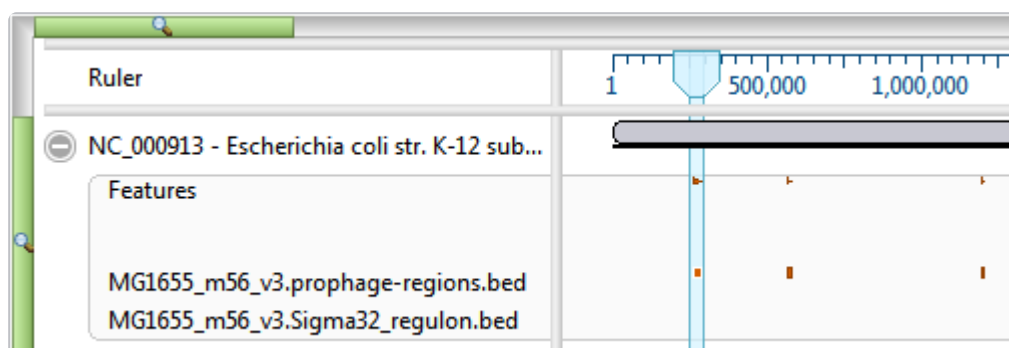 Ruler
1 500,000 1,000,000
NC_000913 - Escherichia coli str. K-12 sub...
Features
MG1655_m56_v3.prophage-regions.bed
MG1655_m56_v3.Sigma32_regulon.bed